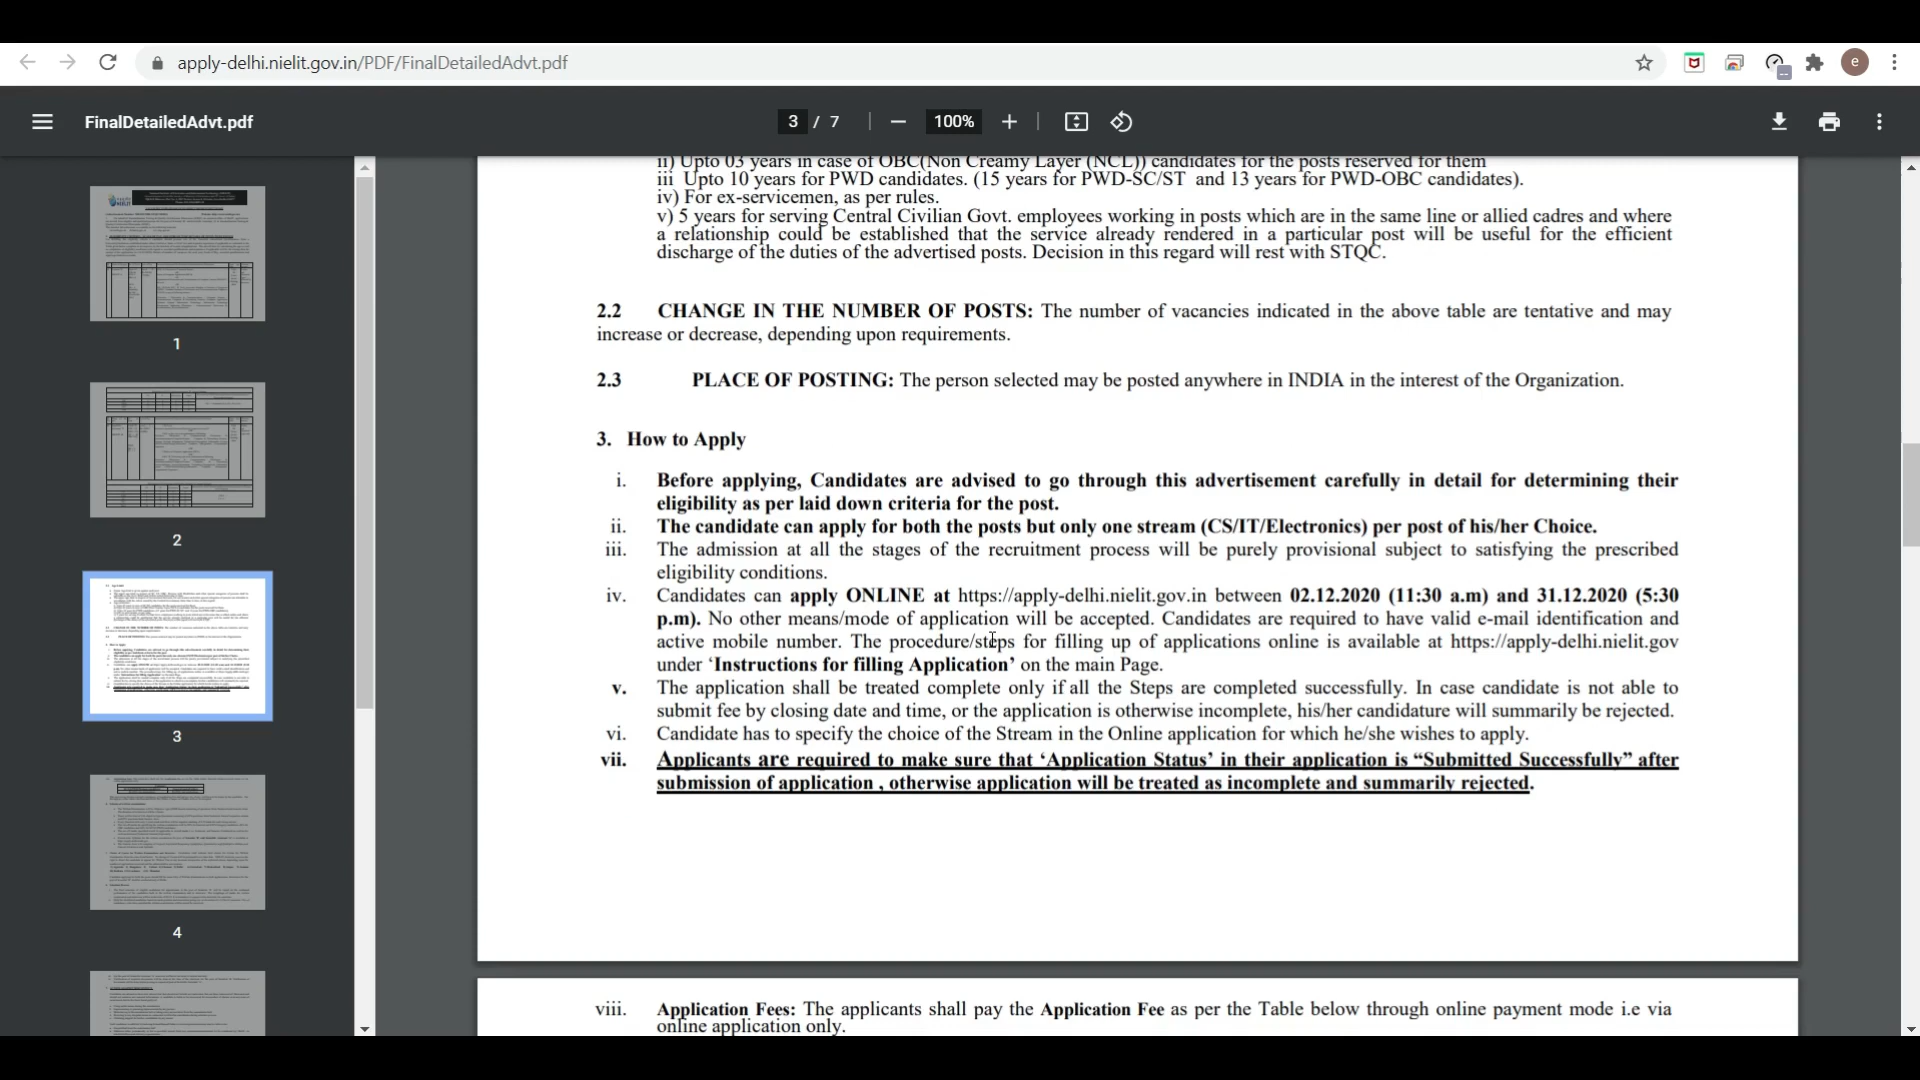 apply-delhi.nielit.gov.in/PDF/FinalDetailedAdvt.pdf
e
FinalDetailedAdvt.pdf
3 / 7
100%
1
2
3
4
ii) Upto 03 years in case of OBC(Non Creamy Layer (NCL)) candidates for the posts reserved for them
iii Upto 10 years for PWD candidates. (15 years for PWD-SC/ST and 13 years for PWD-OBC candidates).
iv) For ex-servicemen, as per rules.
v) 5 years for serving Central Civilian Govt. employees working in posts which are in the same line or allied cadres and where
a relationship could be established that the service already rendered in a particular post will be useful for the efficient
discharge of the duties of the advertised posts. Decision in this regard will rest with STQC.
2.2 CHANGE IN THE NUMBER OF POSTS: The number of vacancies indicated in the above table are tentative and may
increase or decrease, depending upon requirements.
2.3 PLACE OF POSTING: The person selected may be posted anywhere in INDIA in the interest of the Organization.
3. How to Apply
i. Before applying, Candidates are advised to go through this advertisement carefully in detail for determining their
eligibility as per laid down criteria for the post.
ii. The candidate can apply for both the posts but only one stream (CS/IT/Electronics) per post of his/her Choice.
iii. The admission at all the stages of the recruitment process will be purely provisional subject to satisfying the prescribed
eligibility conditions.
iv. Candidates can apply ONLINE at https://apply-delhi.nielit.gov.in between 02.12.2020 (11:30 a.m) and 31.12.2020 (5:30
p.m). No other means/mode of application will be accepted. Candidates are required to have valid e-mail identification and
active mobile number. The procedure/steps for filling up of applications online is available at https://apply-delhi.nielit.gov
under ‘Instructions for filling Application’ on the main Page.
v. The application shall be treated complete only if all the Steps are completed successfully. In case candidate is not able to
submit fee by closing date and time, or the application is otherwise incomplete, his/her candidature will summarily be rejected.
vi. Candidate has to specify the choice of the Stream in the Online application for which he/she wishes to apply.
vii. Applicants are required to make sure that ‘Application Status’ in their application is “Submitted Successfully” after
submission of application , otherwise application will be treated as incomplete and summarily rejected.
viii. Application Fees: The applicants shall pay the Application Fee as per the Table below through online payment mode i.e via
online application only.